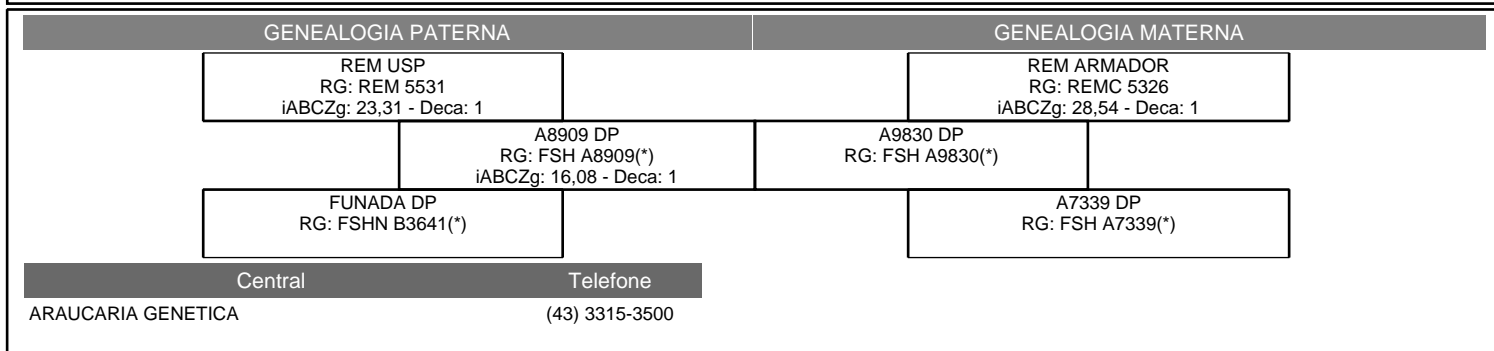 GENEALOGIA PATERNA
GENEALOGIA MATERNA
REM USP
RG: REM 5531
iABCZg: 23,31 - Deca: 1
REM ARMADOR
RG: REMC 5326
iABCZg: 28,54 - Deca: 1
A8909 DP
RG: FSH A8909(*)
iABCZg: 16,08 - Deca: 1
A9830 DP
RG: FSH A9830(*)
FUNADA DP
RG: FSHN B3641(*)
A7339 DP
RG: FSH A7339(*)
Central Telefone
ARAUCARIA GENETICA (43) 3315-3500